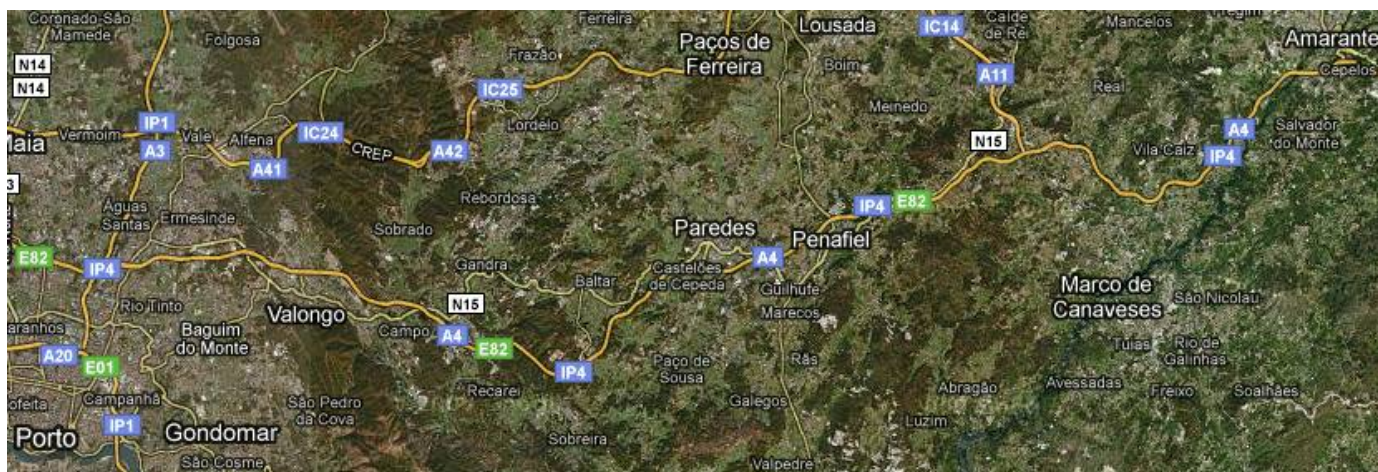 Coronado-São
Mamede
Folgosa
Ferreira
Frazão
Paços de
Ferreira
Lousada
Boim
IC14
Caíde
de Rei
Mancelos
Amarante
Cepelos
N14
N14
IC25
Lordelo
A11
Real
Meinedo
Vermoim
IP1
Vale
Alfena
IC24
CREP
A42
A3
A41
N15
Vila Caiz
A4
IP4
Salvador
do Monte
Águas
Santas
Ermesinde
Rebordosa
Sobrado
Paredes
Penafiel
IP4
E82
E82
IP4
Gandra
Baltar
Castelões
de Cepeda
A4
Guilhufe
Marecos
Marco de
Canaveses
São Nicolau
Rio Tinto
Baguim
do Monte
Valongo
Campo
N15
A4
E82
IP4
Recarei
Paço de
Sousa
Rãs
Tuias
Rio de
Galinhas
A20
E01
Campanhã
São Pedro
da Cova
Galegos
Abragão
Avessadas
Freixo
Soalhães
IP1
Porto
Gondomar
São Cosme
Sobreira
Luzim
Valpedre